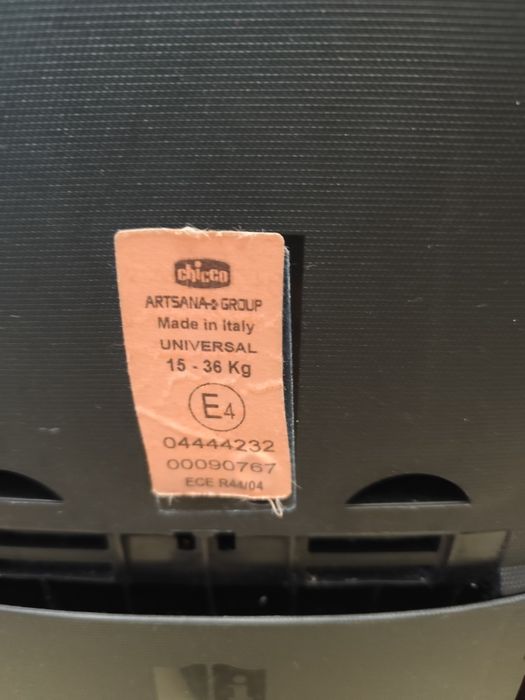 chicco
ARTSANA GROUP
Made in Italy
UNIVERSAL
15 - 36 Kg
E4
04444232
00090767
ECE R44/04